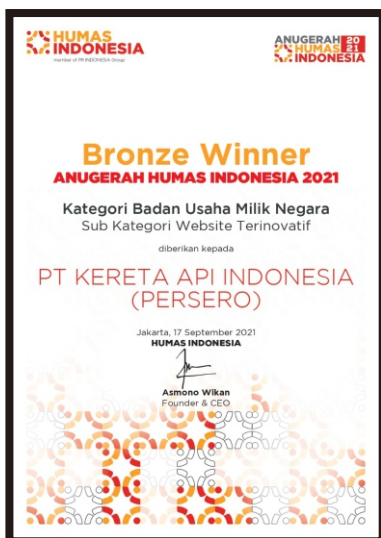 HUMAS
INDONESIA
member of PR INDONESIA Group
ANUGERAH 20
HUMAS 21
INDONESIA
Bronze Winner
ANUGERAH HUMAS INDONESIA 2021
Kategori Badan Usaha Milik Negara
Sub Kategori Website Terinovatif
diberikan kepada
PT KERETA API INDONESIA
(PERSERO)
Jakarta, 17 September 2021
HUMAS INDONESIA
Asmono Wikan
Founder & CEO